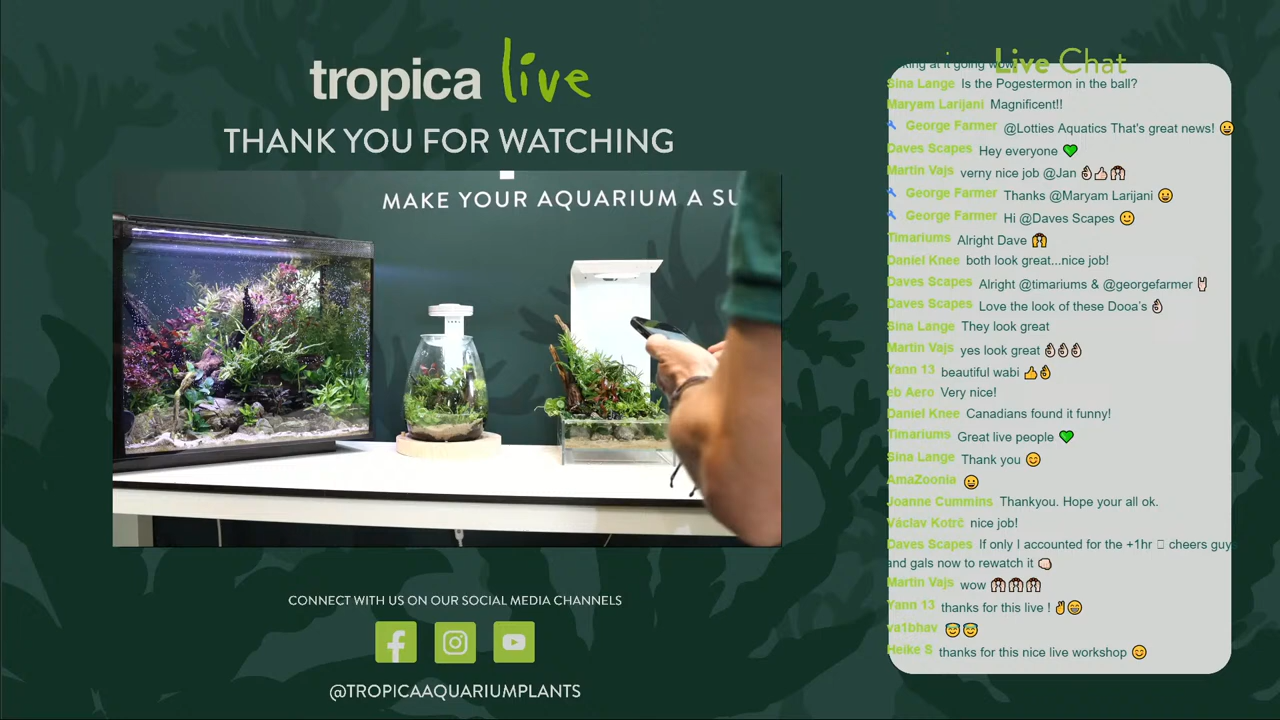 tropica live
THANK YOU FOR WATCHING
MAKE YOUR AQUARIUM A SU
CONNECT WITH US ON OUR SOCIAL MEDIA CHANNELS
@TROPICAAQUARIUMPLANTS
Live Chat
king at it going wow.
Sina Lange Is the Pogestermon in the ball?
Maryam Larijani Magnificent!!
George Farmer @Lotties Aquatics That's great news! 😀
Daves Scapes Hey everyone 💚
Martin Vajs verny nice job @Jan 👌👍🙌
George Farmer Thanks @Maryam Larijani 😀
George Farmer Hi @Daves Scapes 🙂
Timariums Alright Dave 🙌
Daniel Knee both look great...nice job!
Daves Scapes Alright @timariums & @georgefarmer 🤘
Daves Scapes Love the look of these Dooa's 👌
Sina Lange They look great
Martin Vajs yes look great 👌👌👌
Yann 13 beautiful wabi 👍👌
eb Aero Very nice!
Daniel Knee Canadians found it funny!
Timariums Great live people 💚
Sina Lange Thank you 😊
AmaZoonia 😀
Joanne Cummins Thankyou. Hope your all ok.
Václav Kotrč nice job!
Daves Scapes If only I accounted for the +1hr cheers guys
and gals now to rewatch it 👊
Martin Vajs wow 🙌🙌🙌
Yann 13 thanks for this live ! ✌😁
va1bhav 😇😇
Heike S thanks for this nice live workshop 😊